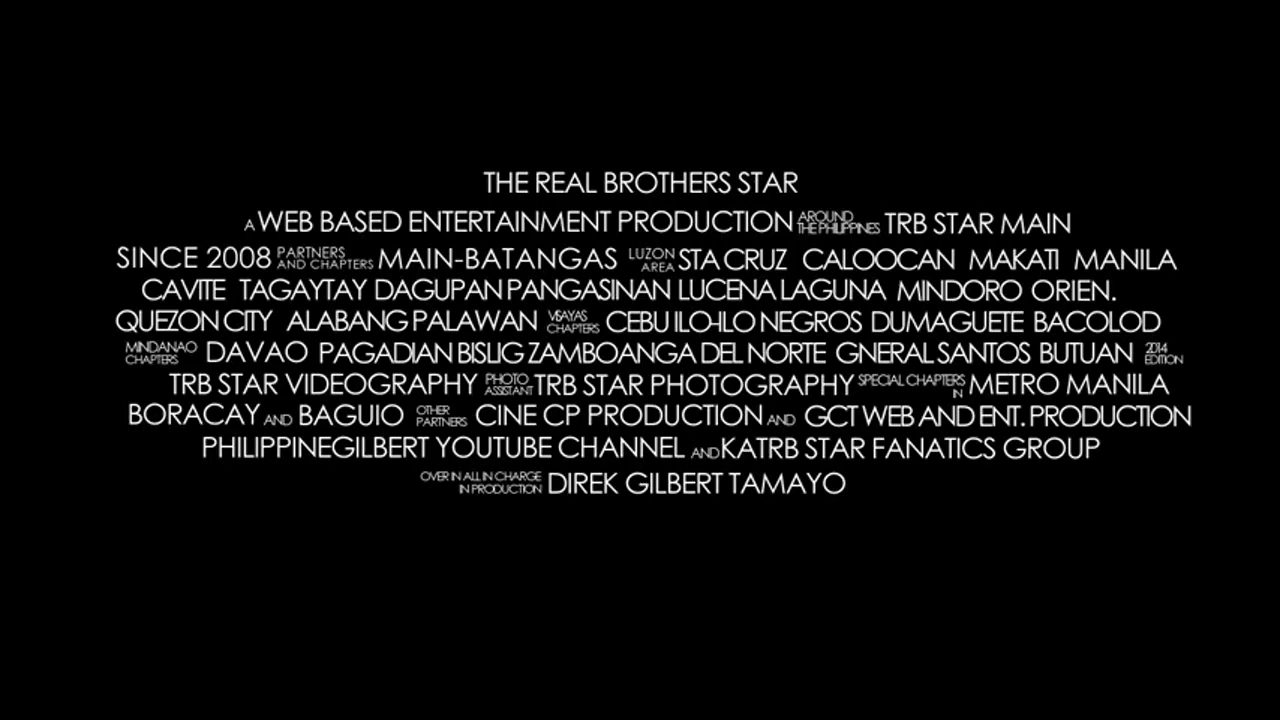 THE REAL BROTHERS STAR
A WEB BASED ENTERTAINMENT PRODUCTION AROUND THE PHILIPPINES TRB STAR MAIN
SINCE 2008 PARTNERS AND CHAPTERS MAIN-BATANGAS LUZON AREA STA CRUZ CALOOCAN MAKATI MANILA
CAVITE TAGAYTAY DAGUPAN PANGASINAN LUCENA LAGUNA MINDORO ORIEN.
QUEZON CITY ALABANG PALAWAN VISAYAS CHAPTERS CEBU ILO-ILO NEGROS DUMAGUETE BACOLOD
MINDANAO CHAPTERS DAVAO PAGADIAN BISLIG ZAMBOANGA DEL NORTE GNERAL SANTOS BUTUAN 2014 EDITION
TRB STAR VIDEOGRAPHY PHOTO ASSISTANT TRB STAR PHOTOGRAPHY SPECIAL CHAPTERS IN METRO MANILA
BORACAY AND BAGUIO OTHER PARTNERS CINE CP PRODUCTION AND GCT WEB AND ENT. PRODUCTION
PHILIPPINEGILBERT YOUTUBE CHANNEL AND KATRB STAR FANATICS GROUP
OVER IN ALL IN CHARGE IN PRODUCTION DIREK GILBERT TAMAYO